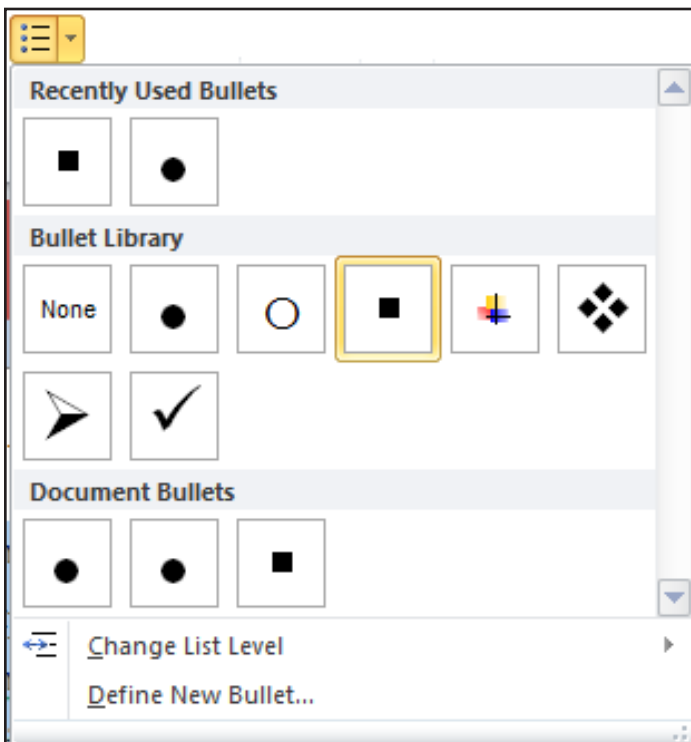 Recently Used Bullets
Bullet Library
None
Document Bullets
Change List Level
Define New Bullet...